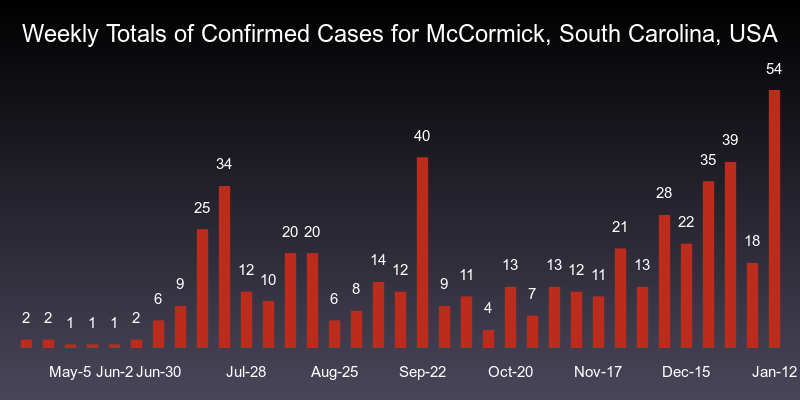 Weekly Totals of Confirmed Cases for McCormick, South Carolina, USA
2 2 1 1 1 2 6 9 25 34 12 10 20 20 6 8 14 12 40 9 11 4 13 7 13 12 11 21 13 28 22 35 39 18 54
May-5 Jun-2 Jun-30 Jul-28 Aug-25 Sep-22 Oct-20 Nov-17 Dec-15 Jan-12